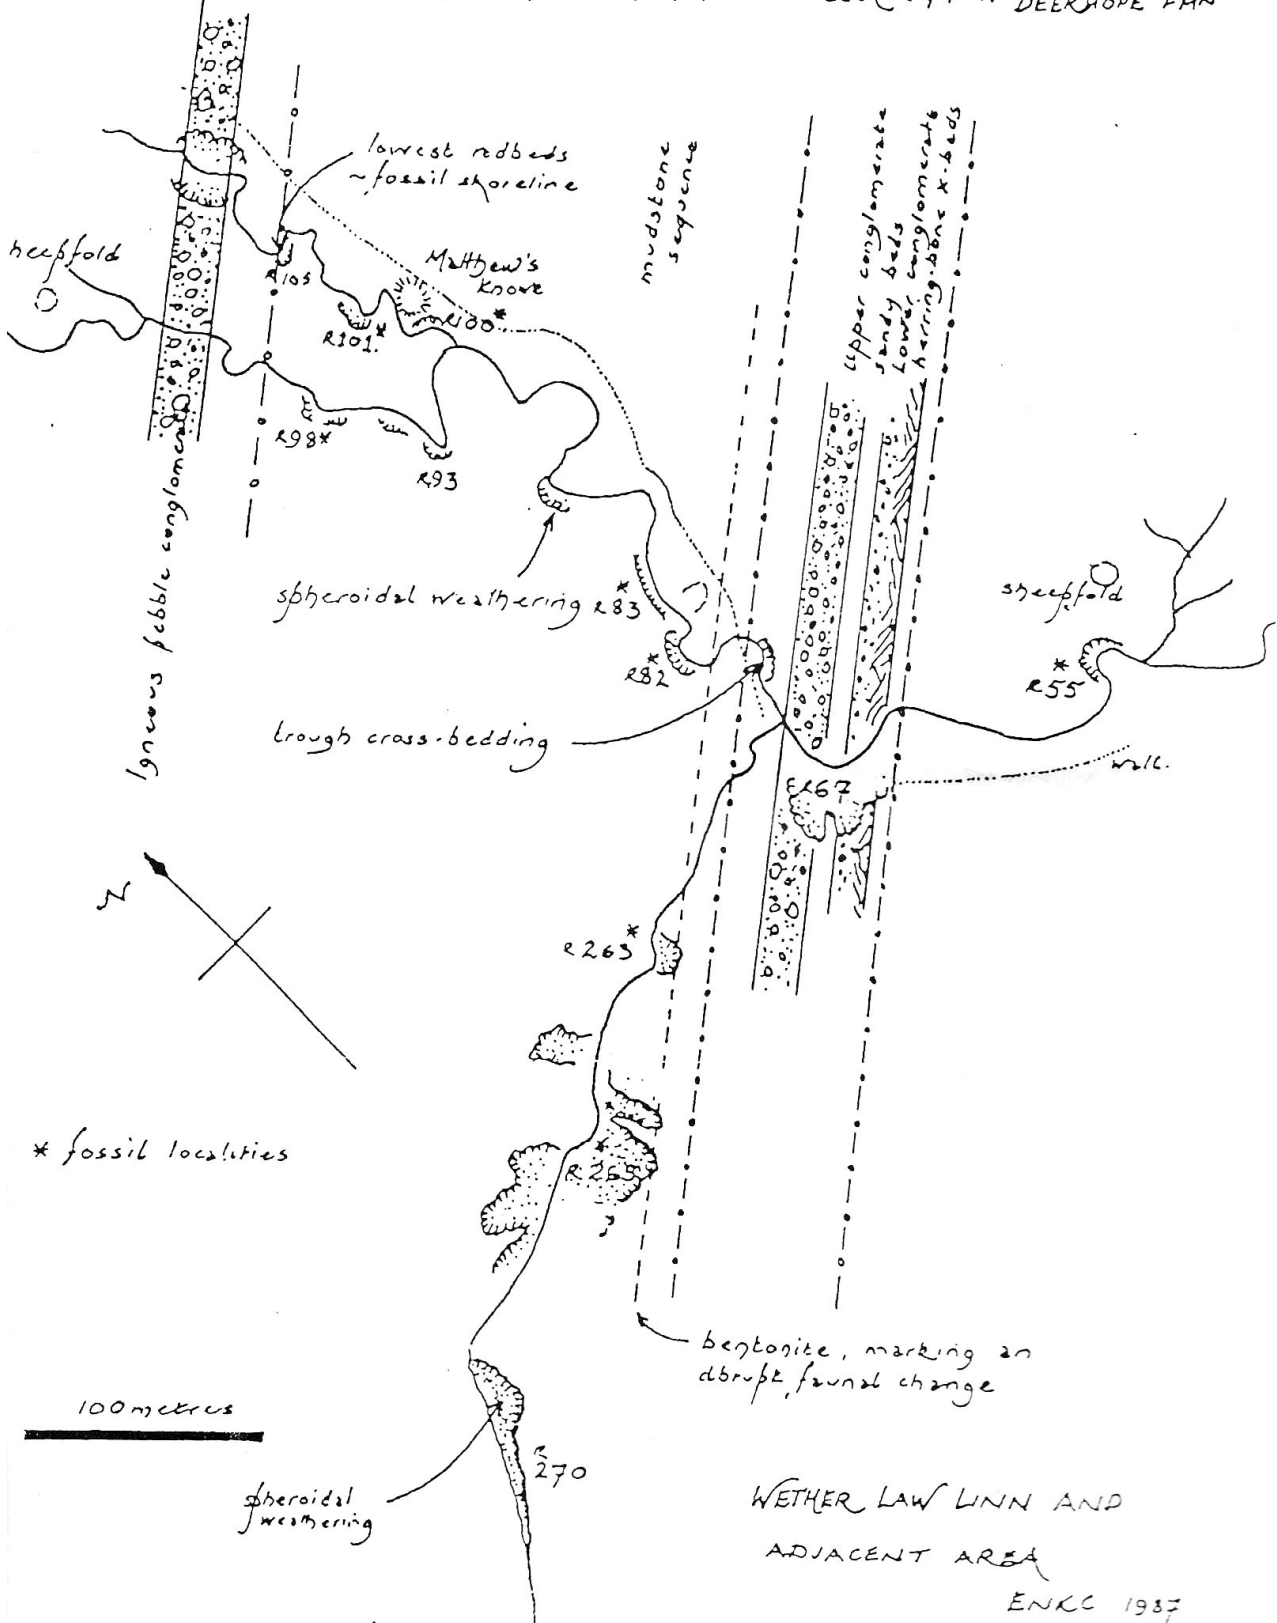 DEERHOPE FMN
lowest redbeds
~fossil shoreline
mudstone
sequence
Upper conglomerate
sandy beds
Lower conglomerate
herring-bone x-beds
heepfold
R105
Matthew's
Knowe
R100*
R101*
R98*
R93
Igneous pebble conglomerate
spheroidal weathering
R83*
sheepfold
R82*
R55*
trough cross-bedding
wall.
R67
N
R263*
* fossil localities
R265*
bentonite, marking an
abrupt faunal change
100 metres
R270
spheroidal
weathering
WETHER LAW LINN AND
ADJACENT AREA
ENKC 1987